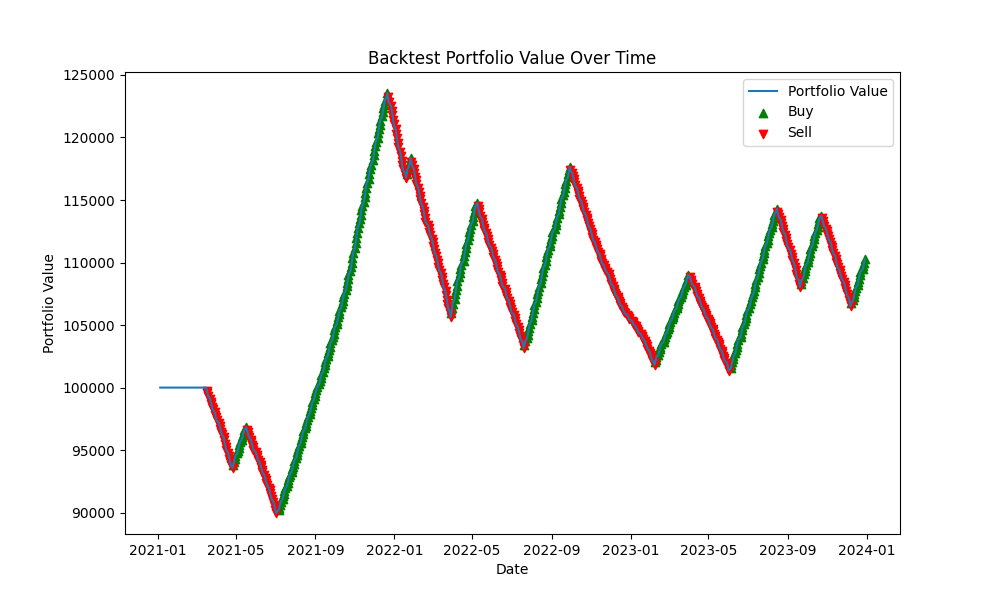 Backtest Portfolio Value Over Time
125000
120000
115000
110000
105000
100000
95000
90000
Portfolio Value
Portfolio Value
Buy
Sell
2021-01 2021-05 2021-09 2022-01 2022-05 2022-09 2023-01 2023-05 2023-09 2024-01
Date